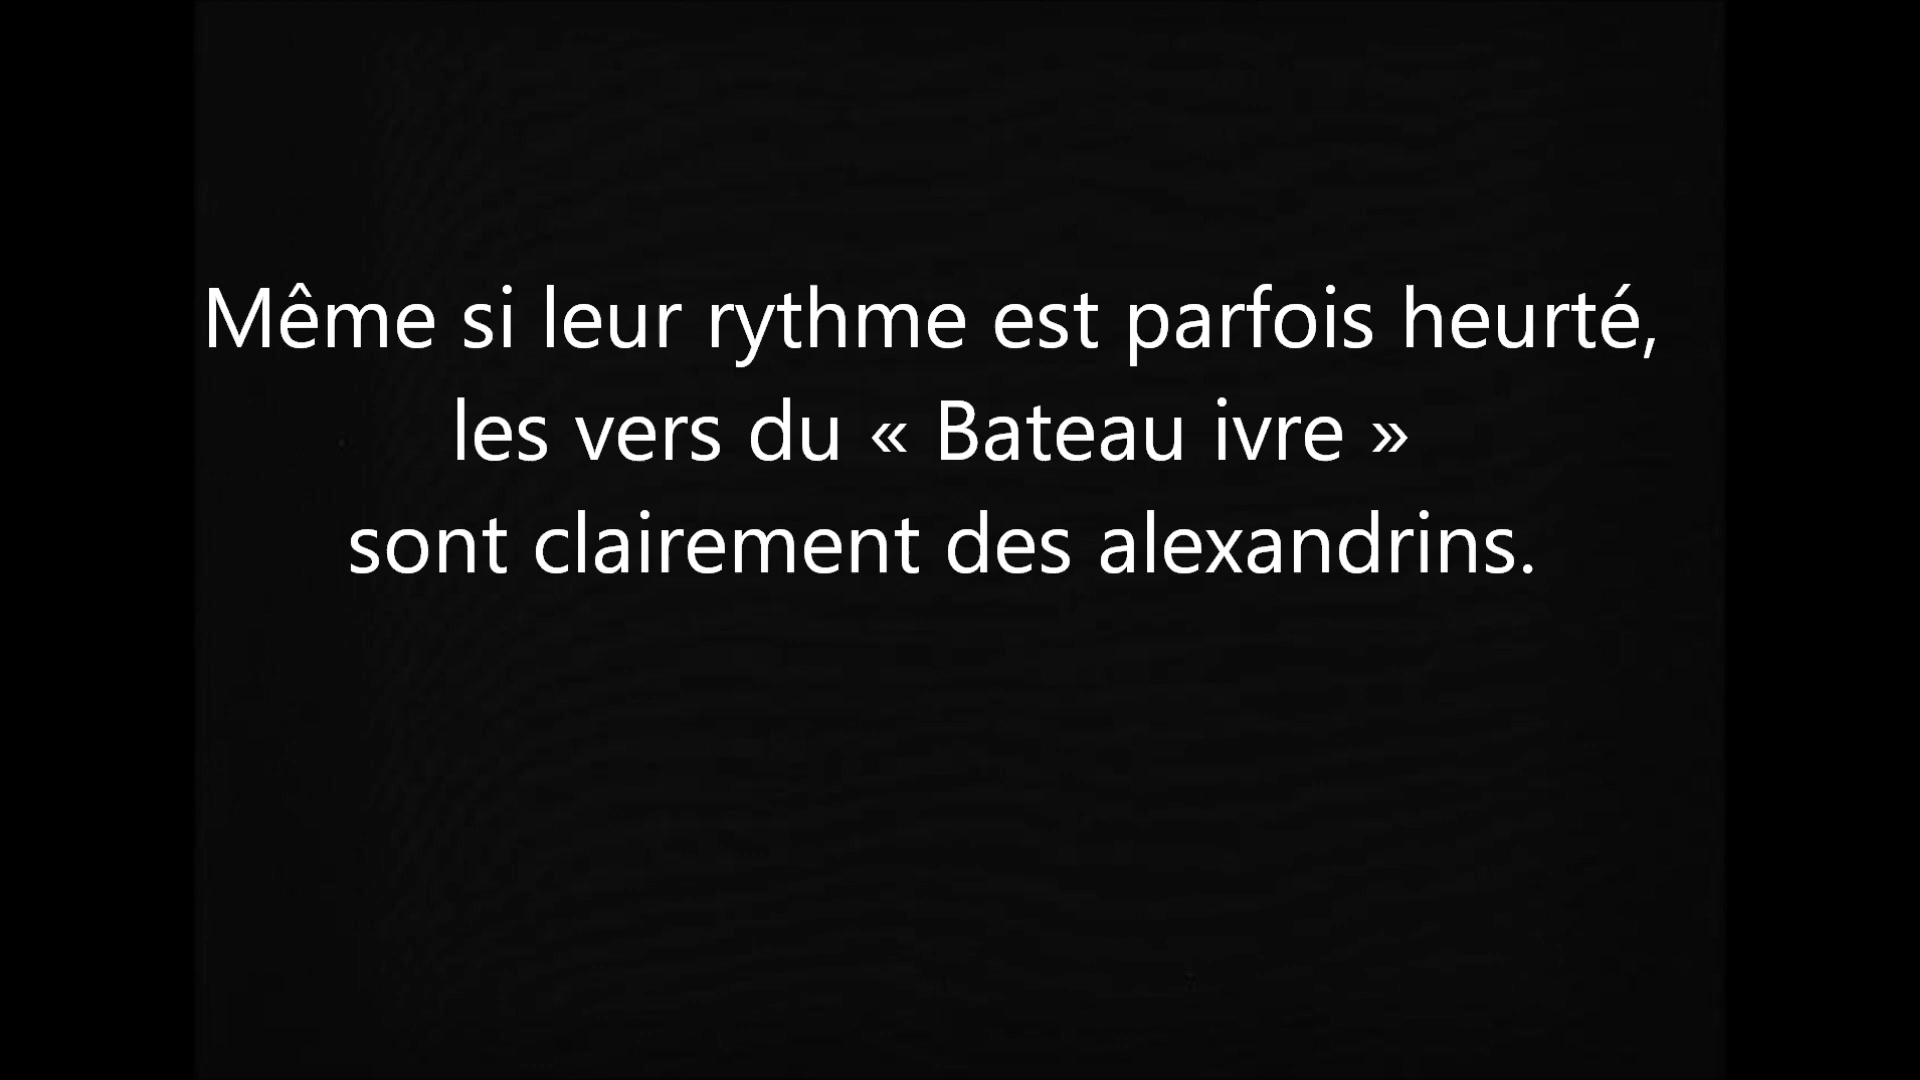 Même si leur rythme est parfois heurté,
les vers du « Bateau ivre »
sont clairement des alexandrins.